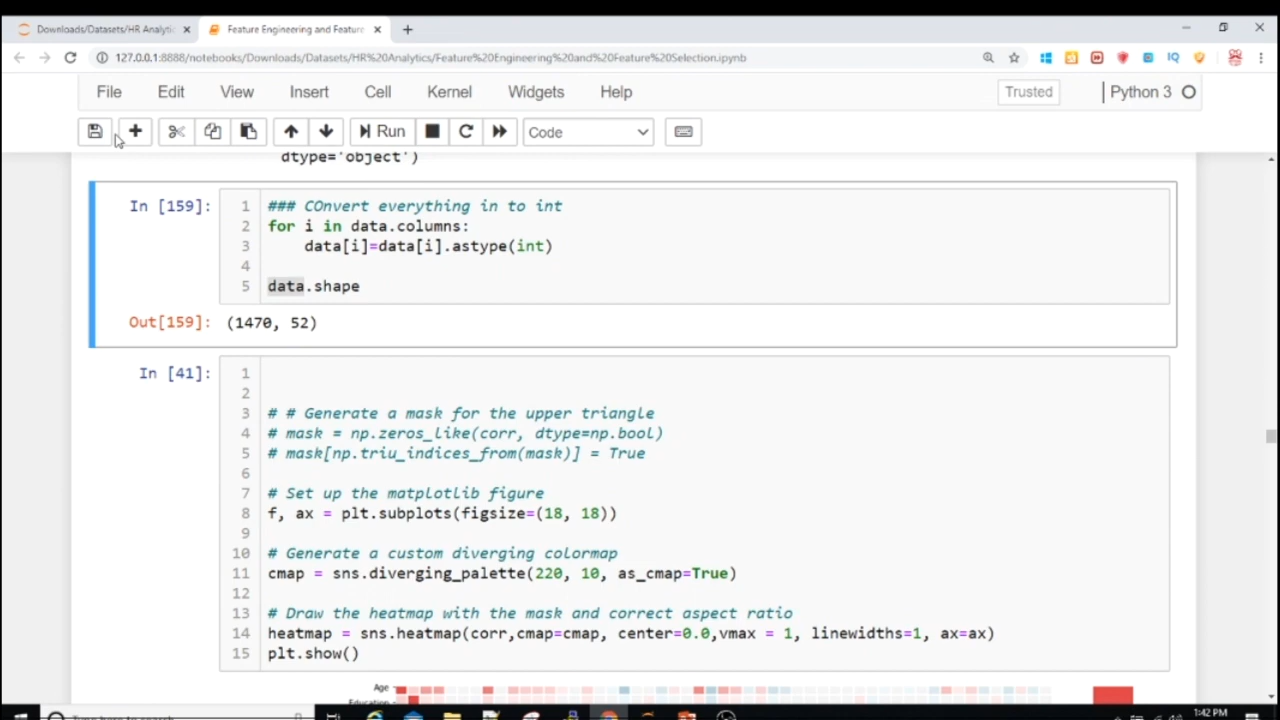 Downloads/Datasets/HR Analytic
Feature Engineering and Feature
127.0.0.1:8888/notebooks/Downloads/Datasets/HR%20Analytics/Feature%20Engineering%20and%20Feature%20Selection.ipynb
File Edit View Insert Cell Kernel Widgets Help
Trusted
Python 3
Run
Code
dtype='object')
In [159]:
1 ### COnvert everything in to int
2 for i in data.columns:
3 data[i]=data[i].astype(int)
4
5 data.shape
Out[159]: (1470, 52)
In [41]:
1
2
3 # # Generate a mask for the upper triangle
4 # mask = np.zeros_like(corr, dtype=np.bool)
5 # mask[np.triu_indices_from(mask)] = True
6
7 # Set up the matplotlib figure
8 f, ax = plt.subplots(figsize=(18, 18))
9
10 # Generate a custom diverging colormap
11 cmap = sns.diverging_palette(220, 10, as_cmap=True)
12
13 # Draw the heatmap with the mask and correct aspect ratio
14 heatmap = sns.heatmap(corr,cmap=cmap, center=0.0,vmax = 1, linewidths=1, ax=ax)
15 plt.show()
Age
Education
1:42 PM